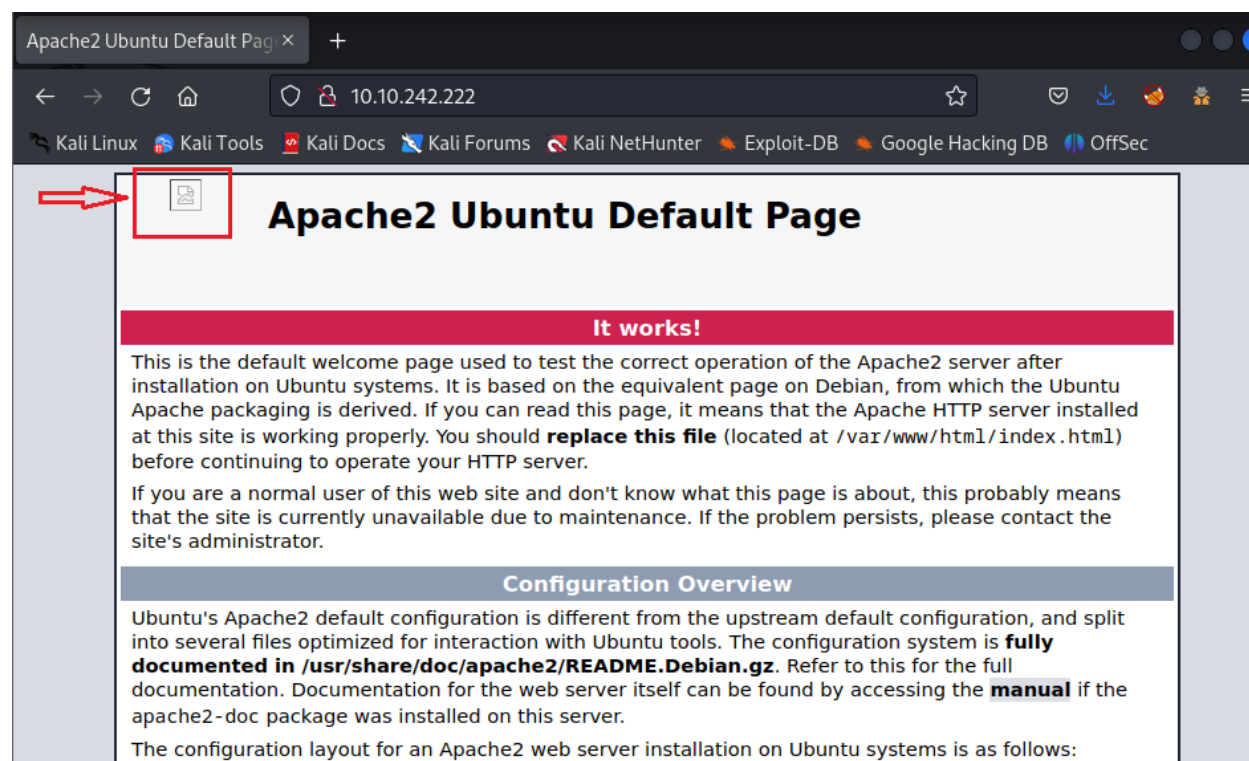 Apache2 Ubuntu Default Pag
10.10.242.222
Kali Linux Kali Tools Kali Docs Kali Forums Kali NetHunter Exploit-DB Google Hacking DB OffSec
Apache2 Ubuntu Default Page
It works!
This is the default welcome page used to test the correct operation of the Apache2 server after
installation on Ubuntu systems. It is based on the equivalent page on Debian, from which the Ubuntu
Apache packaging is derived. If you can read this page, it means that the Apache HTTP server installed
at this site is working properly. You should replace this file (located at /var/www/html/index.html)
before continuing to operate your HTTP server.
If you are a normal user of this web site and don't know what this page is about, this probably means
that the site is currently unavailable due to maintenance. If the problem persists, please contact the
site's administrator.
Configuration Overview
Ubuntu's Apache2 default configuration is different from the upstream default configuration, and split
into several files optimized for interaction with Ubuntu tools. The configuration system is fully
documented in /usr/share/doc/apache2/README.Debian.gz. Refer to this for the full
documentation. Documentation for the web server itself can be found by accessing the manual if the
apache2-doc package was installed on this server.
The configuration layout for an Apache2 web server installation on Ubuntu systems is as follows: